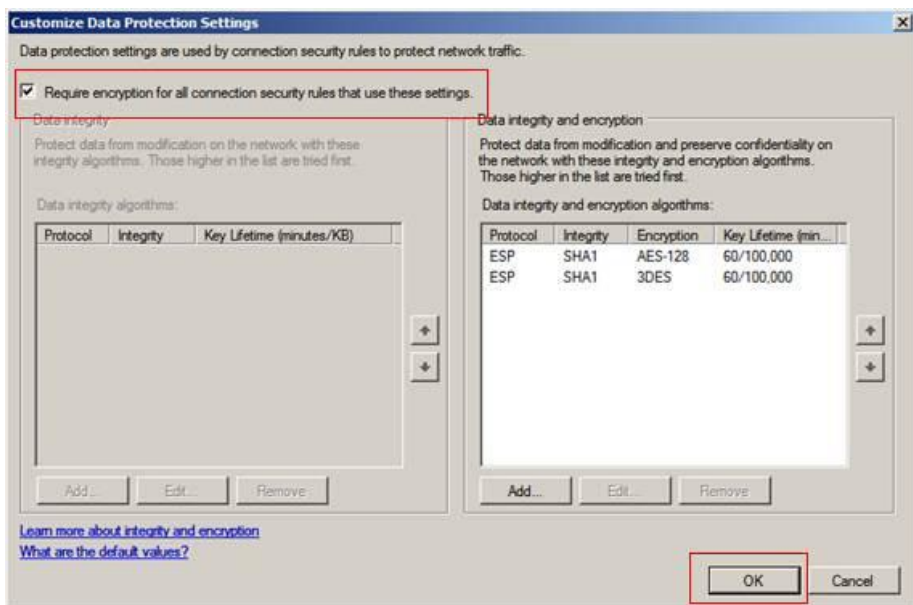 Customize Data Protection Settings
Data protection settings are used by connection security rules to protect network traffic.
Require encryption for all connection security rules that use these settings.
Data integrity
Protect data from modification on the network with these
integrity algorithms. Those higher in the list are tried first.
Data integrity algorithms:
Protocol Integrity Key Lifetime (minutes/KB)
Add... Edit... Remove
Data integrity and encryption
Protect data from modification and preserve confidentiality on
the network with these integrity and encryption algorithms.
Those higher in the list are tried first.
Data integrity and encryption algorithms:
Protocol Integrity Encryption Key Lifetime (min...
ESP SHA1 AES-128 60/100,000
ESP SHA1 3DES 60/100,000
Add... Edit... Remove
Learn more about integrity and encryption
What are the default values?
OK Cancel